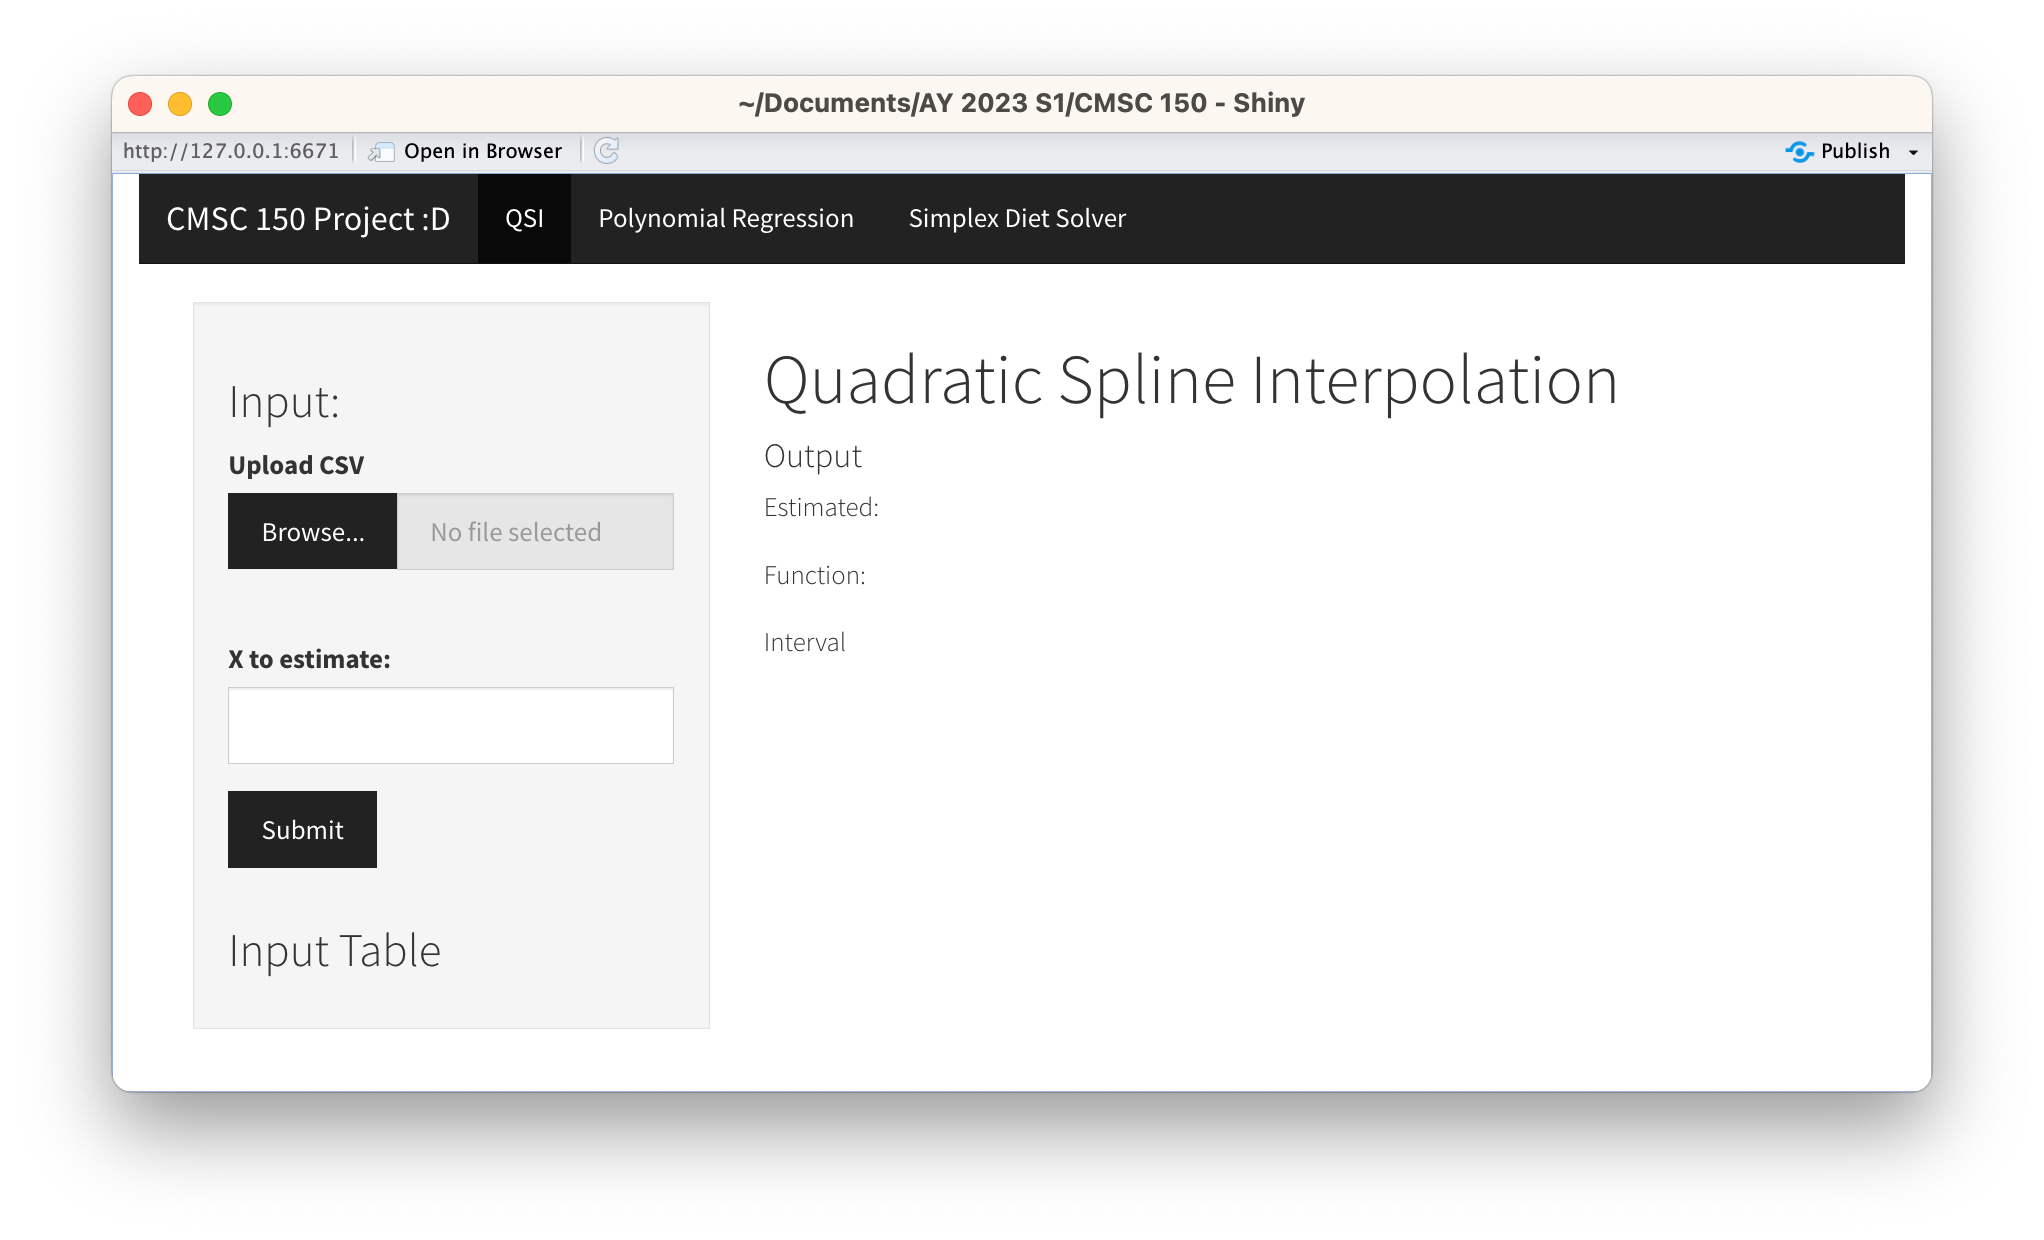 ~/Documents/AY 2023 S1/CMSC 150 - Shiny
http://127.0.0.1:6671 Open in Browser Publish
CMSC 150 Project :D QSI Polynomial Regression Simplex Diet Solver
Input:
Upload CSV
Browse... No file selected
X to estimate:
Submit
Input Table
Quadratic Spline Interpolation
Output
Estimated:
Function:
Interval